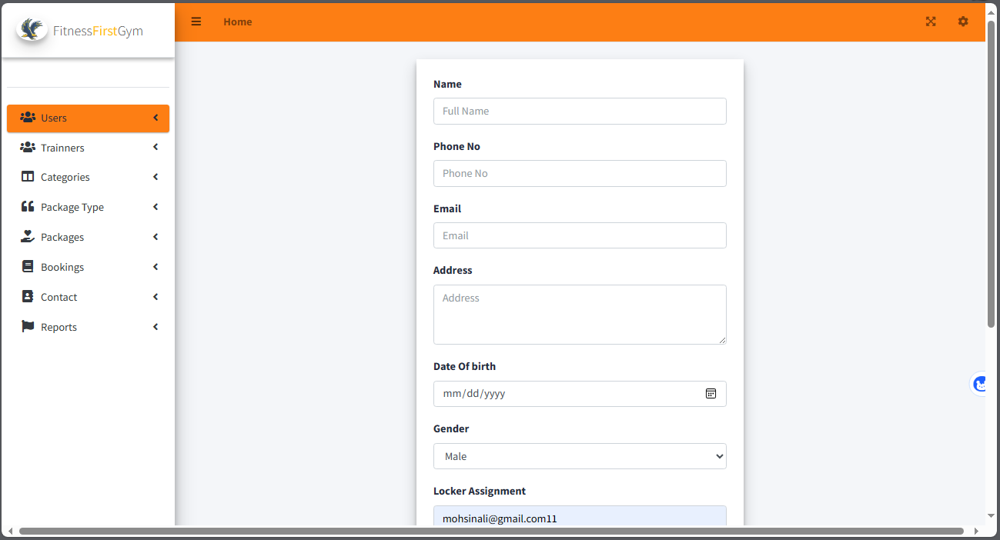 FitnessFirstGym
Home
Users
Trainners
Categories
Package Type
Packages
Bookings
Contact
Reports
Name
Full Name
Phone No
Phone No
Email
Email
Address
Address
Date Of birth
mm/dd/yyyy
Gender
Male
Locker Assignment
mohsinali@gmail.com11